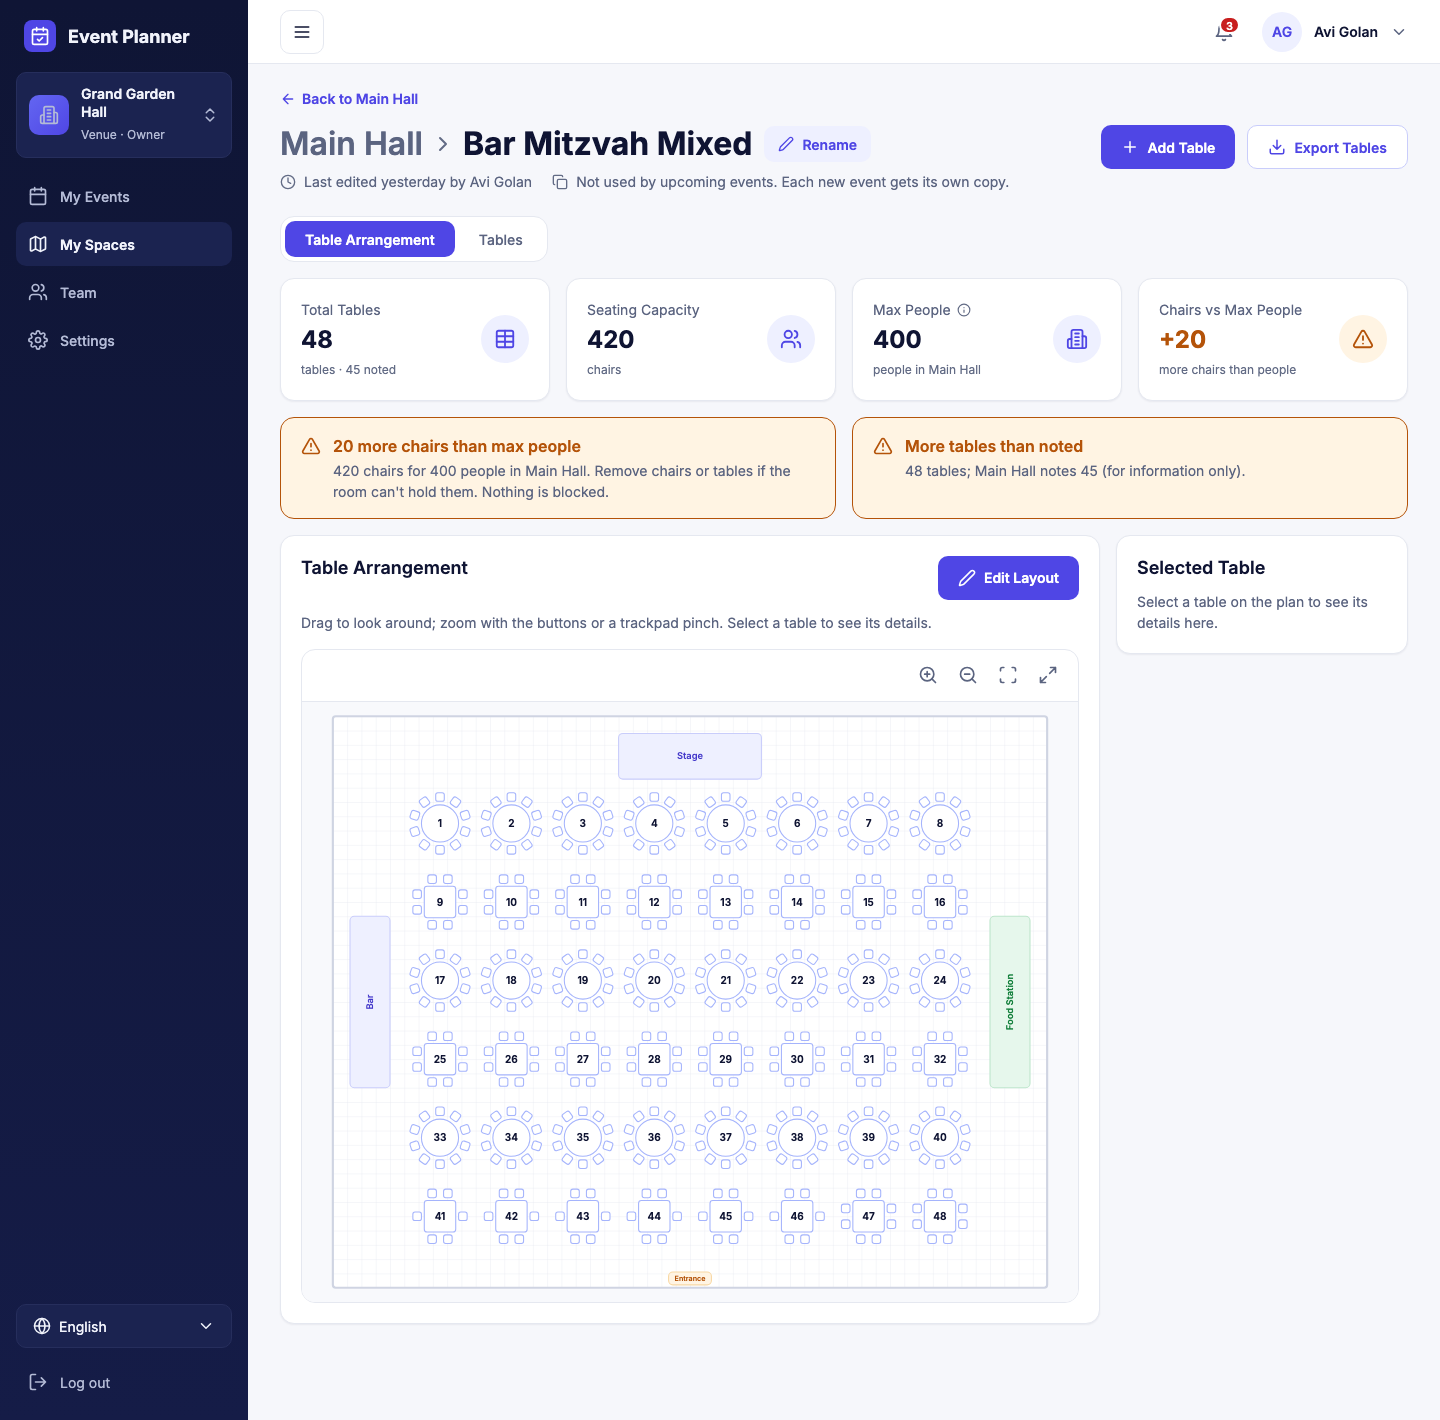 Event Planner
Grand Garden
Hall
Venue · Owner
My Events
My Spaces
Team
Settings
English
Log out
3
AG
Avi Golan
Back to Main Hall
Main Hall
Bar Mitzvah Mixed
Rename
Add Table
Export Tables
Last edited yesterday by Avi Golan
Not used by upcoming events. Each new event gets its own copy.
Table Arrangement
Tables
Total Tables
48
tables · 45 noted
Seating Capacity
420
chairs
Max People
400
people in Main Hall
Chairs vs Max People
+20
more chairs than people
20 more chairs than max people
420 chairs for 400 people in Main Hall. Remove chairs or tables if the
room can't hold them. Nothing is blocked.
More tables than noted
48 tables; Main Hall notes 45 (for information only).
Table Arrangement
Edit Layout
Drag to look around; zoom with the buttons or a trackpad pinch. Select a table to see its details.
Selected Table
Select a table on the plan to see its
details here.
Stage
1 2 3 4 5 6 7 8
9 10 11 12 13 14 15 16
Bar
17 18 19 20 21 22 23 24
Food Station
25 26 27 28 29 30 31 32
33 34 35 36 37 38 39 40
41 42 43 44 45 46 47 48
Entrance